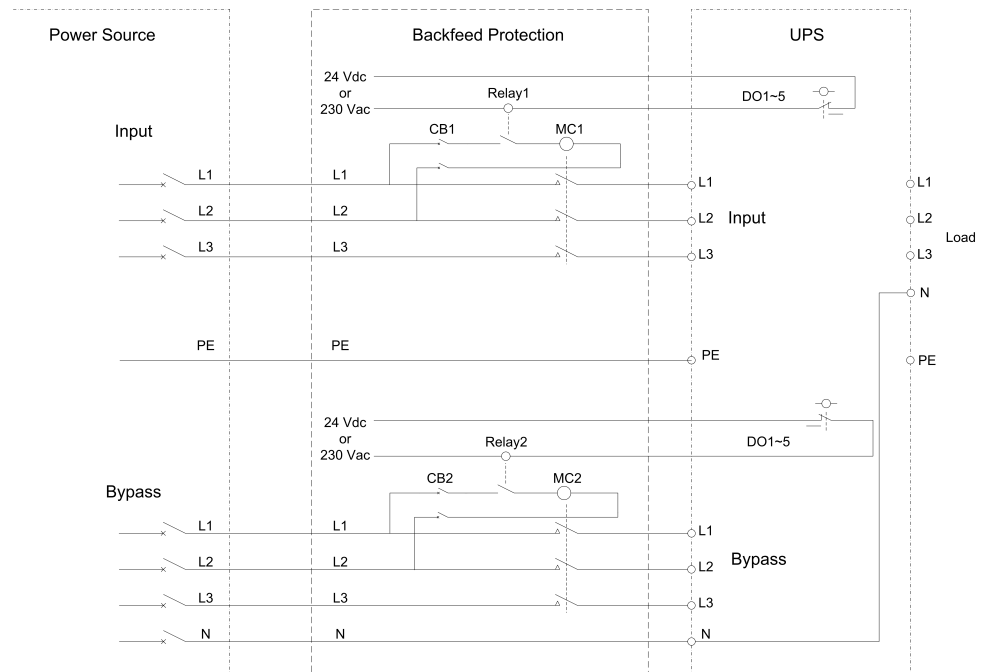 Power Source
Backfeed Protection
UPS
24 Vdc
or
230 Vac
Relay1
DO1~5
CB1
MC1
Input
L1
L1
L1
L1
L2
L2
L2
Input
L2
L3
L3
L3
L3
Load
N
PE
PE
PE
PE
24 Vdc
or
230 Vac
Relay2
DO1~5
CB2
MC2
Bypass
L1
L1
L1
L2
L2
L2
Bypass
L3
L3
L3
N
N
N